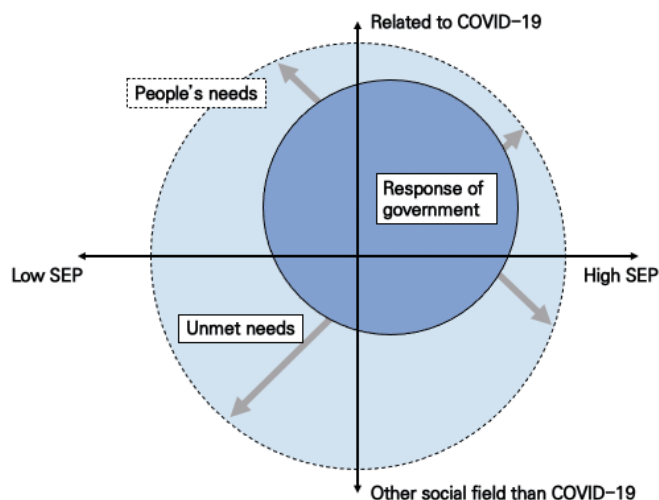 Related to COVID-19
People's needs
Response of
government
Low SEP
High SEP
Unmet needs
Other social field than COVID-19